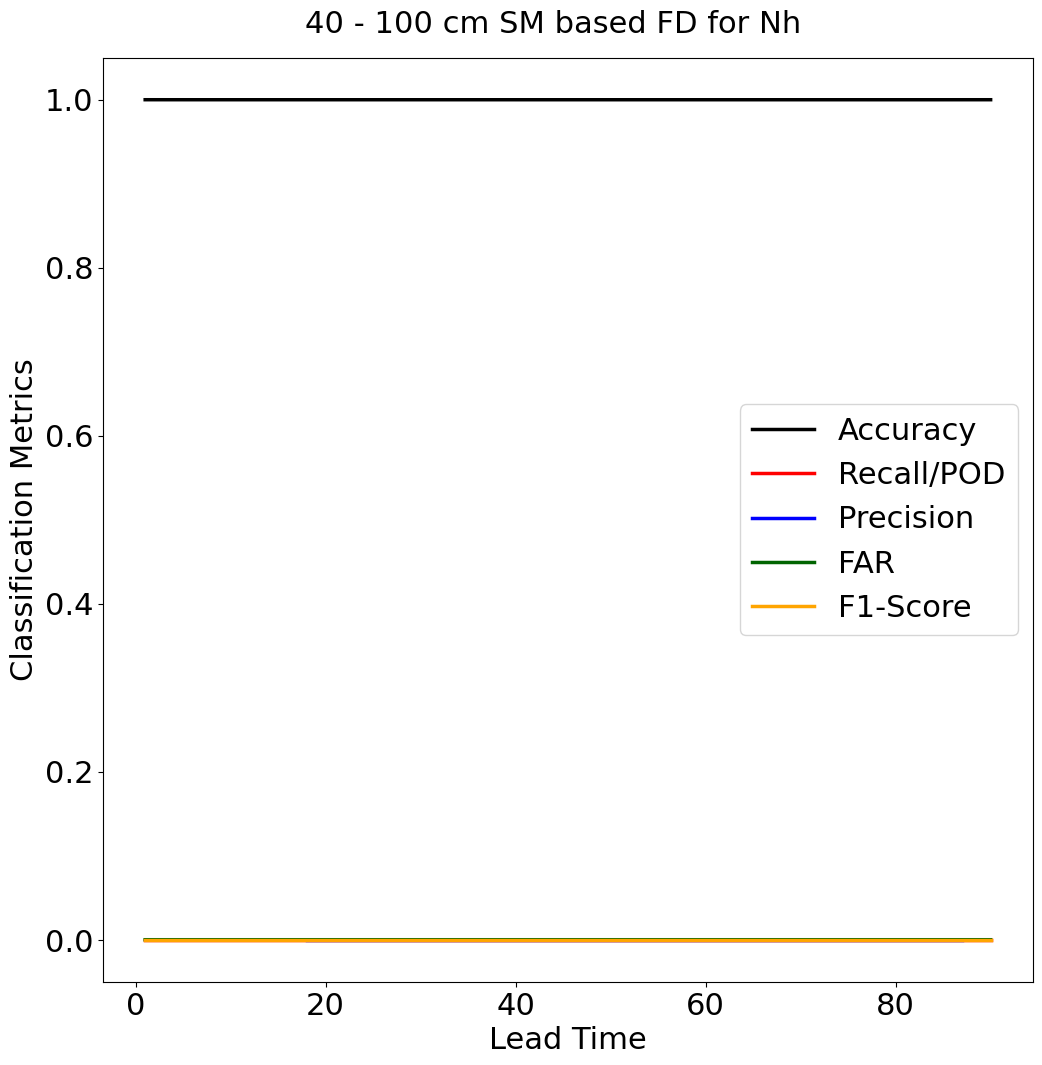 40 - 100 cm SM based FD for Nh
Classification Metrics
1.0
0.8
0.6
0.4
0.2
0.0
Accuracy
Recall/POD
Precision
FAR
F1-Score
0 20 40 60 80
Lead Time